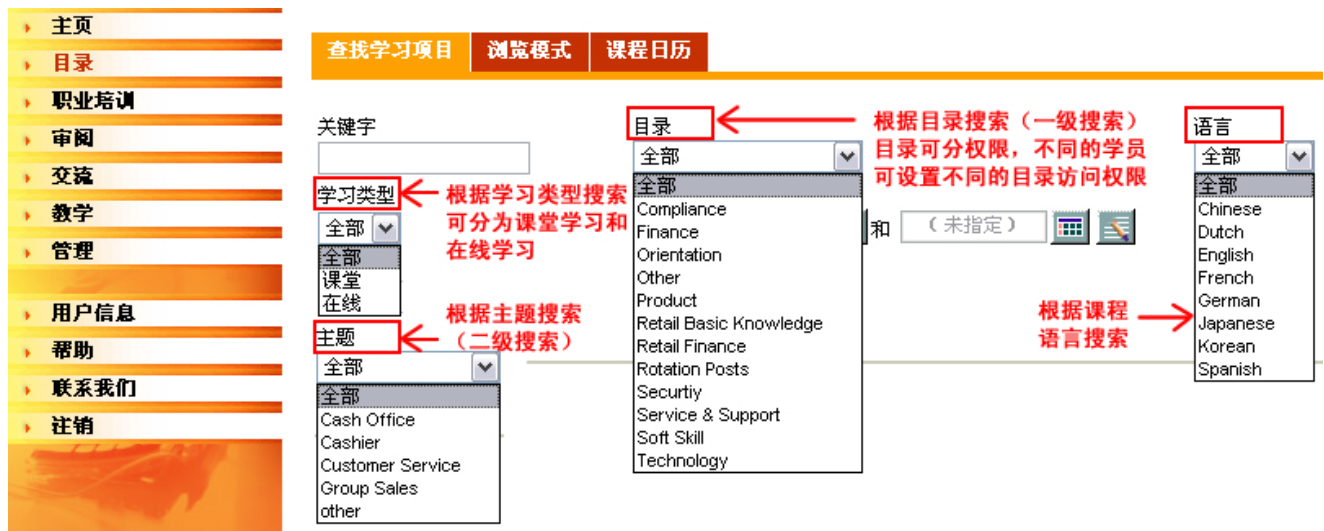 主页
目录
职业培训
审阅
交流
教学
管理
用户信息
帮助
联系我们
注销
查找学习项目
浏览模式
课程日历
关键字
学习类型
全部
全部
课堂
在线
根据学习类型搜索
可分为课堂学习和
在线学习
主题
根据主题搜索
（二级搜索）
全部
全部
Cash Office
Cashier
Customer Service
Group Sales
other
目录
根据目录搜索（一级搜索）
目录可分权限，不同的学员
可设置不同的目录访问权限
全部
全部
Compliance
Finance
Orientation
Other
Product
Retail Basic Knowledge
Retail Finance
Rotation Posts
Securtiy
Service & Support
Soft Skill
Technology
和
（未指定）
语言
全部
全部
Chinese
Dutch
English
French
German
Japanese
Korean
Spanish
根据课程
语言搜索